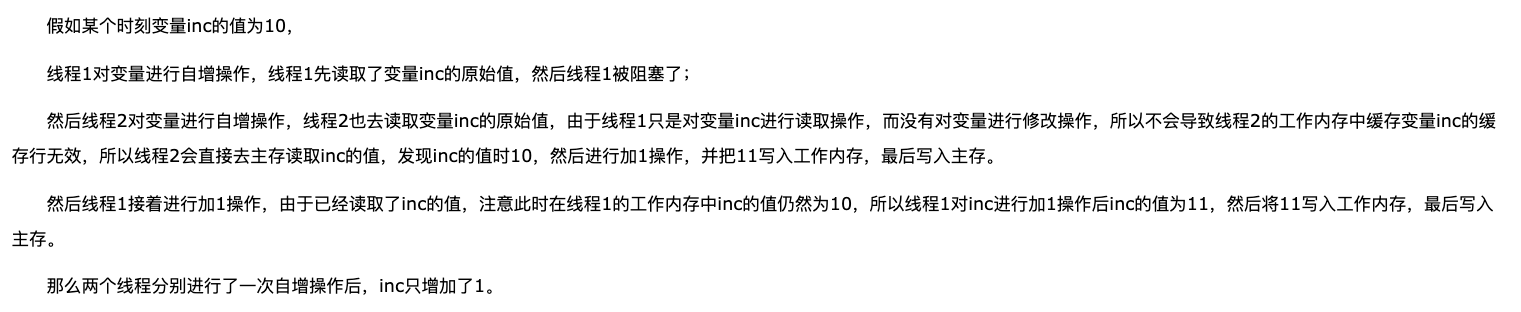 假如某个时刻变量inc的值为10，
线程1对变量进行自增操作，线程1先读取了变量inc的原始值，然后线程1被阻塞了；
然后线程2对变量进行自增操作，线程2也去读取变量inc的原始值，由于线程1只是对变量inc进行读取操作，而没有对变量进行修改操作，所以不会导致线程2的工作内存中缓存变量inc的缓
存行无效，所以线程2会直接去主存读取inc的值，发现inc的值时10，然后进行加1操作，并把11写入工作内存，最后写入主存。
然后线程1接着进行加1操作，由于已经读取了inc的值，注意此时在线程1的工作内存中inc的值仍然为10，所以线程1对inc进行加1操作后inc的值为11，然后将11写入工作内存，最后写入
主存。
那么两个线程分别进行了一次自增操作后，inc只增加了1。